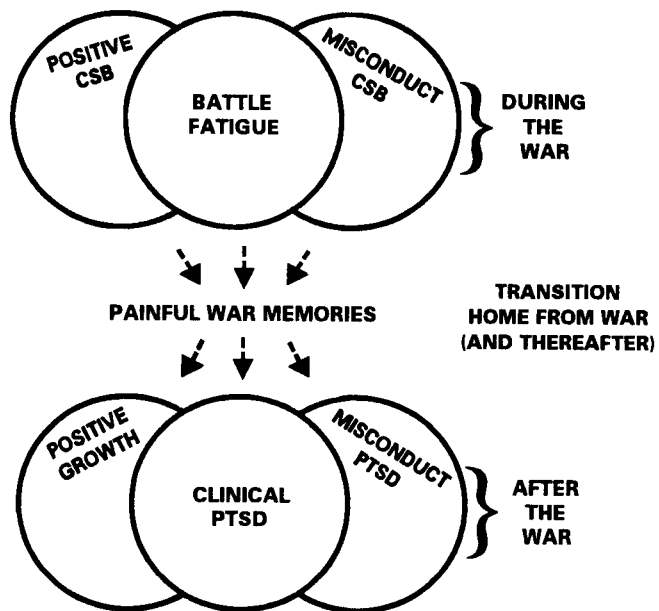 POSITIVE
CSB
BATTLE
FATIGUE
MISCONDUCT
CSB
DURING
THE
WAR
PAINFUL WAR MEMORIES
TRANSITION
HOME FROM WAR
(AND THEREAFTER)
POSITIVE
GROWTH
CLINICAL
PTSD
MISCONDUCT
PTSD
AFTER
THE
WAR